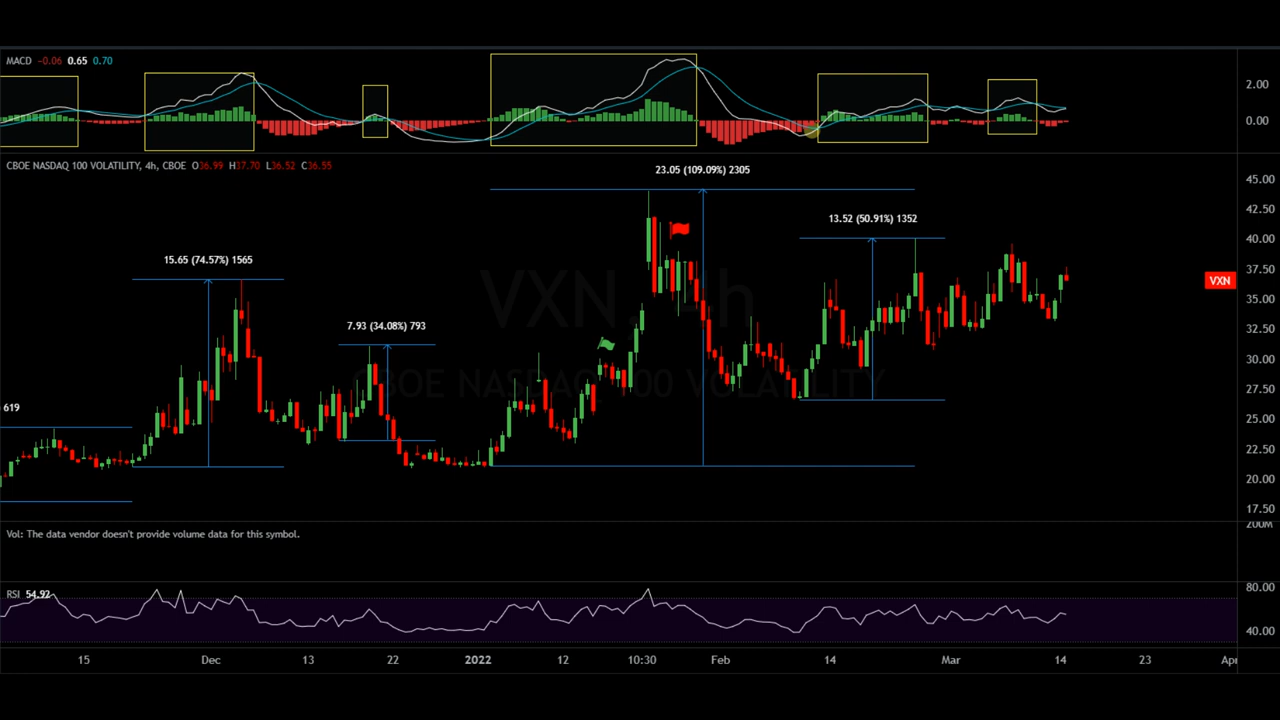 MACD -0.06 0.65 0.70
2.00
0.00
CBOE NASDAQ 100 VOLATILITY, 4h, CBOE O36.99 H37.70 L36.52 C36.55
23.05 (109.09%) 2305
45.00
42.50
13.52 (50.91%) 1352
40.00
15.65 (74.57%) 1565
37.50
VXN
VXN, 4h
35.00
7.93 (34.08%) 793
32.50
30.00
CBOE NASDAQ 100 VOLATILITY
27.50
619
25.00
22.50
20.00
17.50
200M
Vol: The data vendor doesn't provide volume data for this symbol.
80.00
RSI 54.92
40.00
15 Dec 13 22 2022 12 10:30 Feb 14 Mar 14 23 Apr